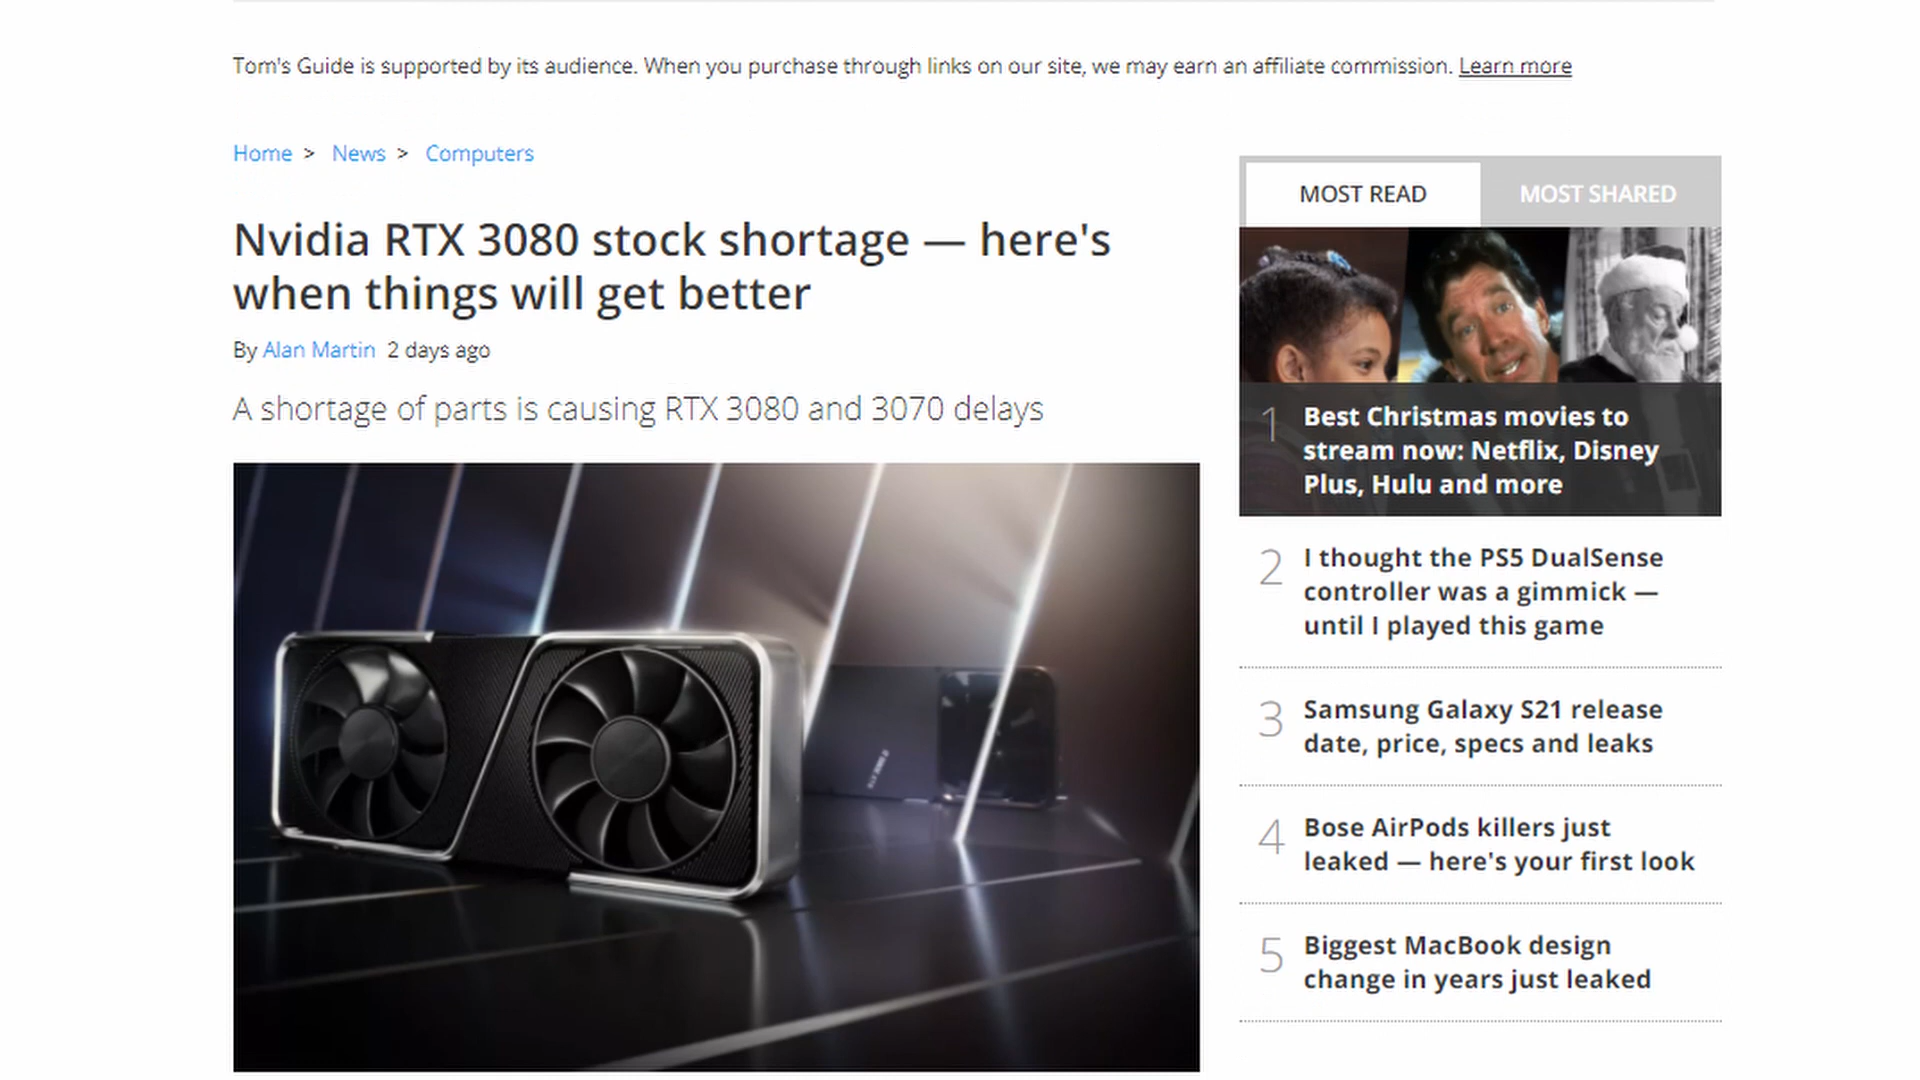 Tom's Guide is supported by its audience. When you purchase through links on our site, we may earn an affiliate commission. Learn more
Home > News > Computers
Nvidia RTX 3080 stock shortage — here's
when things will get better
By Alan Martin 2 days ago
A shortage of parts is causing RTX 3080 and 3070 delays
MOST READ
MOST SHARED
1 Best Christmas movies to
stream now: Netflix, Disney
Plus, Hulu and more
2 I thought the PS5 DualSense
controller was a gimmick —
until I played this game
3 Samsung Galaxy S21 release
date, price, specs and leaks
4 Bose AirPods killers just
leaked — here's your first look
5 Biggest MacBook design
change in years just leaked